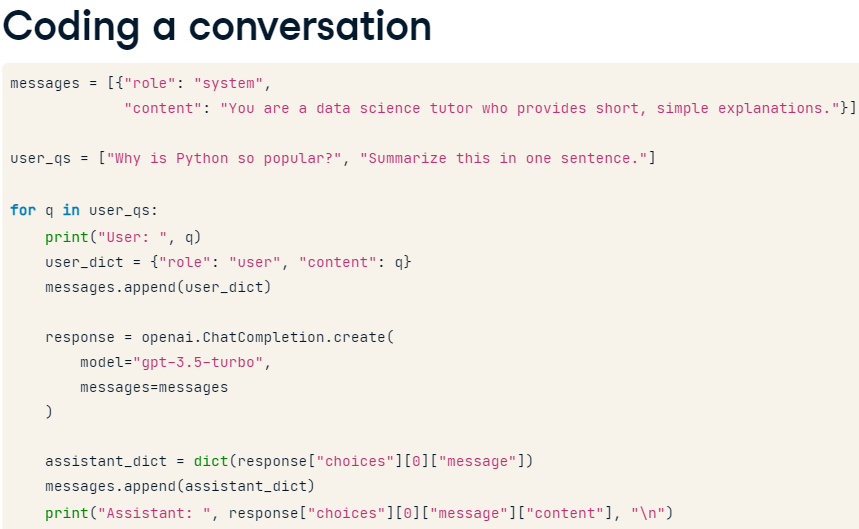 Coding a conversation
messages = [{"role": "system",
             "content": "You are a data science tutor who provides short, simple explanations."}]
user_qs = ["Why is Python so popular?", "Summarize this in one sentence."]
for q in user_qs:
    print("User: ", q)
    user_dict = {"role": "user", "content": q}
    messages.append(user_dict)
    response = openai.ChatCompletion.create(
        model="gpt-3.5-turbo",
        messages=messages
    )
    assistant_dict = dict(response["choices"][0]["message"])
    messages.append(assistant_dict)
    print("Assistant: ", response["choices"][0]["message"]["content"], "\n")